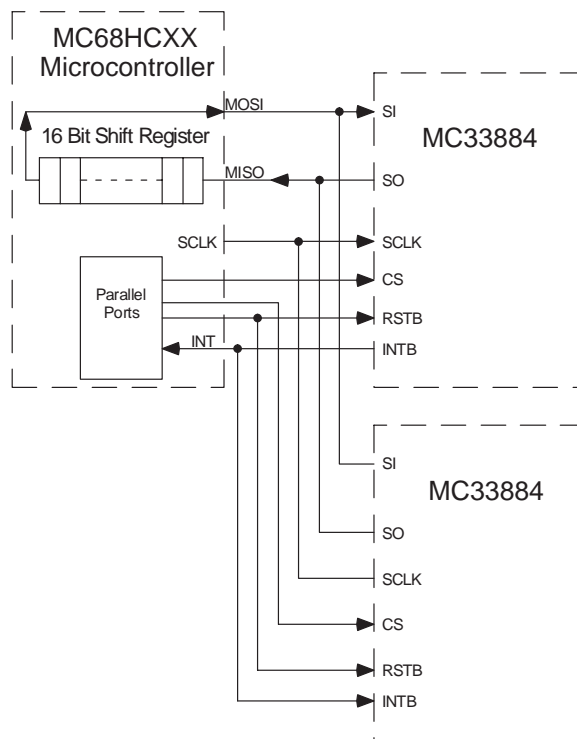 MC68HCXX
Microcontroller
MOSI
SI
16 Bit Shift Register
MC33884
MISO
SO
SCLK
SCLK
CS
Parallel
Ports
RSTB
INT
INTB
SI
MC33884
SO
SCLK
CS
RSTB
INTB